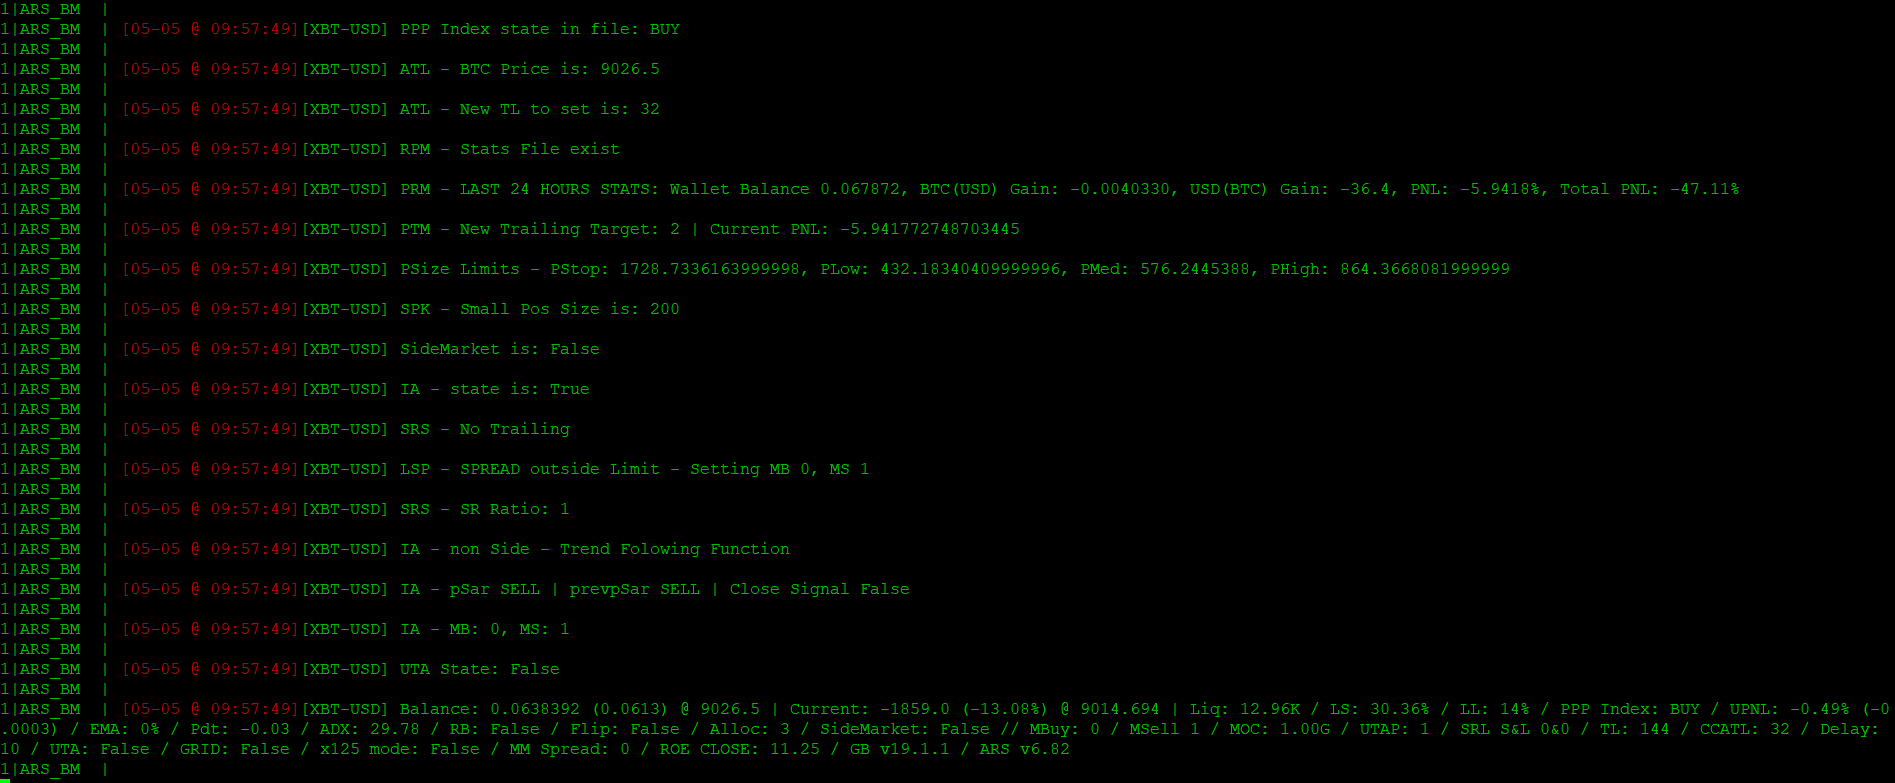 1|ARS_BM  |
1|ARS_BM  | [05-05 @ 09:57:49][XBT-USD] PPP Index state in file: BUY
1|ARS_BM  |
1|ARS_BM  | [05-05 @ 09:57:49][XBT-USD] ATL - BTC Price is: 9026.5
1|ARS_BM  |
1|ARS_BM  | [05-05 @ 09:57:49][XBT-USD] ATL - New TL to set is: 32
1|ARS_BM  |
1|ARS_BM  | [05-05 @ 09:57:49][XBT-USD] RPM - Stats File exist
1|ARS_BM  |
1|ARS_BM  | [05-05 @ 09:57:49][XBT-USD] PRM - LAST 24 HOURS STATS: Wallet Balance 0.067872, BTC(USD) Gain: -0.0040330, USD(BTC) Gain: -36.4, PNL: -5.9418%, Total PNL: -47.11%
1|ARS_BM  |
1|ARS_BM  | [05-05 @ 09:57:49][XBT-USD] PTM - New Trailing Target: 2 | Current PNL: -5.941772748703445
1|ARS_BM  |
1|ARS_BM  | [05-05 @ 09:57:49][XBT-USD] PSize Limits - PStop: 1728.7336163999998, PLow: 432.18340409999996, PMed: 576.2445388, PHigh: 864.3668081999999
1|ARS_BM  |
1|ARS_BM  | [05-05 @ 09:57:49][XBT-USD] SPK - Small Pos Size is: 200
1|ARS_BM  |
1|ARS_BM  | [05-05 @ 09:57:49][XBT-USD] SideMarket is: False
1|ARS_BM  |
1|ARS_BM  | [05-05 @ 09:57:49][XBT-USD] IA - state is: True
1|ARS_BM  |
1|ARS_BM  | [05-05 @ 09:57:49][XBT-USD] SRS - No Trailing
1|ARS_BM  |
1|ARS_BM  | [05-05 @ 09:57:49][XBT-USD] LSP - SPREAD outside Limit - Setting MB 0, MS 1
1|ARS_BM  |
1|ARS_BM  | [05-05 @ 09:57:49][XBT-USD] SRS - SR Ratio: 1
1|ARS_BM  |
1|ARS_BM  | [05-05 @ 09:57:49][XBT-USD] IA - non Side - Trend Folowing Function
1|ARS_BM  |
1|ARS_BM  | [05-05 @ 09:57:49][XBT-USD] IA - pSar SELL | prevpSar SELL | Close Signal False
1|ARS_BM  |
1|ARS_BM  | [05-05 @ 09:57:49][XBT-USD] IA - MB: 0, MS: 1
1|ARS_BM  |
1|ARS_BM  | [05-05 @ 09:57:49][XBT-USD] UTA State: False
1|ARS_BM  |
1|ARS_BM  | [05-05 @ 09:57:49][XBT-USD] Balance: 0.0638392 (0.0613) @ 9026.5 | Current: -1859.0 (-13.08%) @ 9014.694 | Liq: 12.96K / LS: 30.36% / LL: 14% / PPP Index: BUY / UPNL: -0.49% (-0
.0003) / EMA: 0% / Pdt: -0.03 / ADX: 29.78 / RB: False / Flip: False / Alloc: 3 / SideMarket: False // MBuy: 0 / MSell 1 / MOC: 1.00G / UTAP: 1 / SRL S&L 0&0 / TL: 144 / CCATL: 32 / Delay:
10 / UTA: False / GRID: False / x125 mode: False / MM Spread: 0 / ROE CLOSE: 11.25 / GB v19.1.1 / ARS v6.82
1|ARS_BM  |